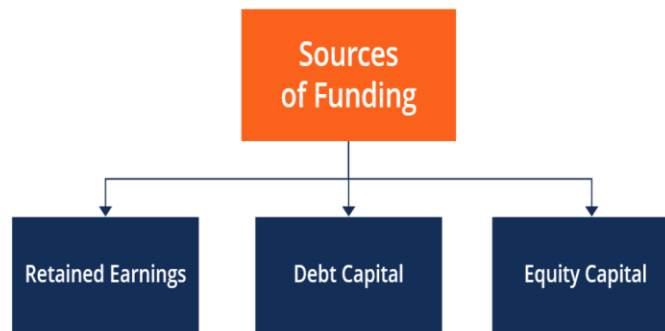 Sources
of Funding
Retained Earnings
Debt Capital
Equity Capital